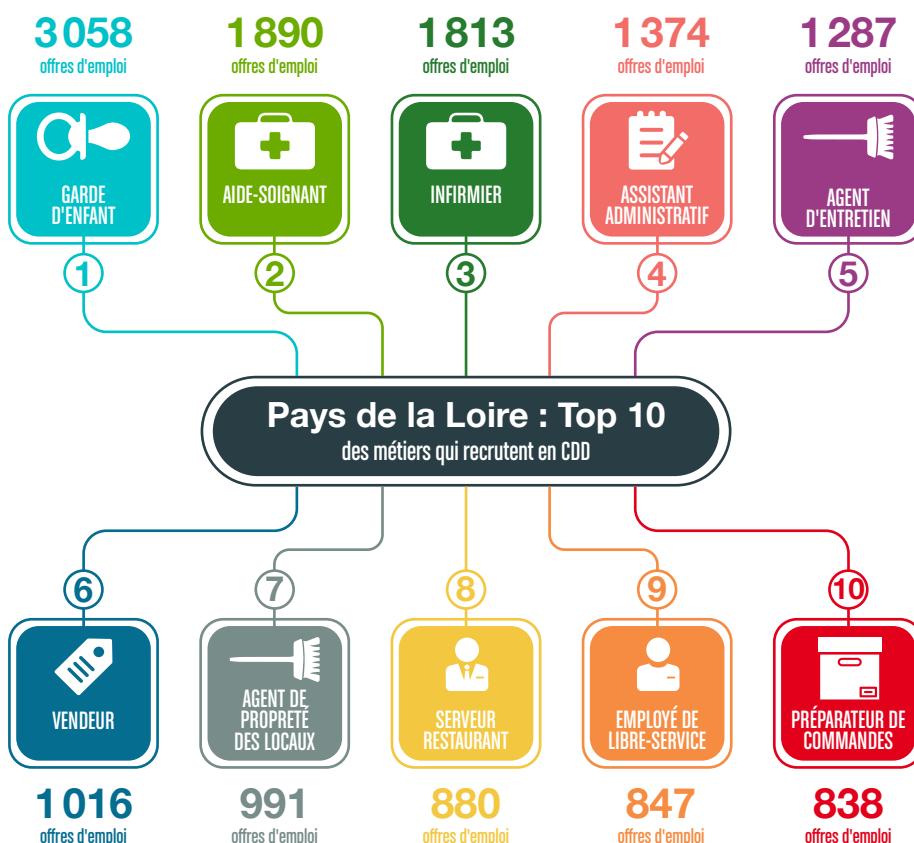 3 058
offres d'emploi
1 890
offres d'emploi
1 813
offres d'emploi
1 374
offres d'emploi
1 287
offres d'emploi
GARDE
D'ENFANT
AIDE-SOIGNANT
INFIRMIER
ASSISTANT
ADMINISTRATIF
AGENT
D'ENTRETIEN
1
2
3
4
5
Pays de la Loire : Top 10
des métiers qui recrutent en CDD
6
7
8
9
10
VENDEUR
AGENT DE
PROPRETÉ
DES LOCAUX
SERVEUR
RESTAURANT
EMPLOYÉ DE
LIBRE-SERVICE
PRÉPARATEUR DE
COMMANDES
1 016
offres d'emploi
991
offres d'emploi
880
offres d'emploi
847
offres d'emploi
838
offres d'emploi